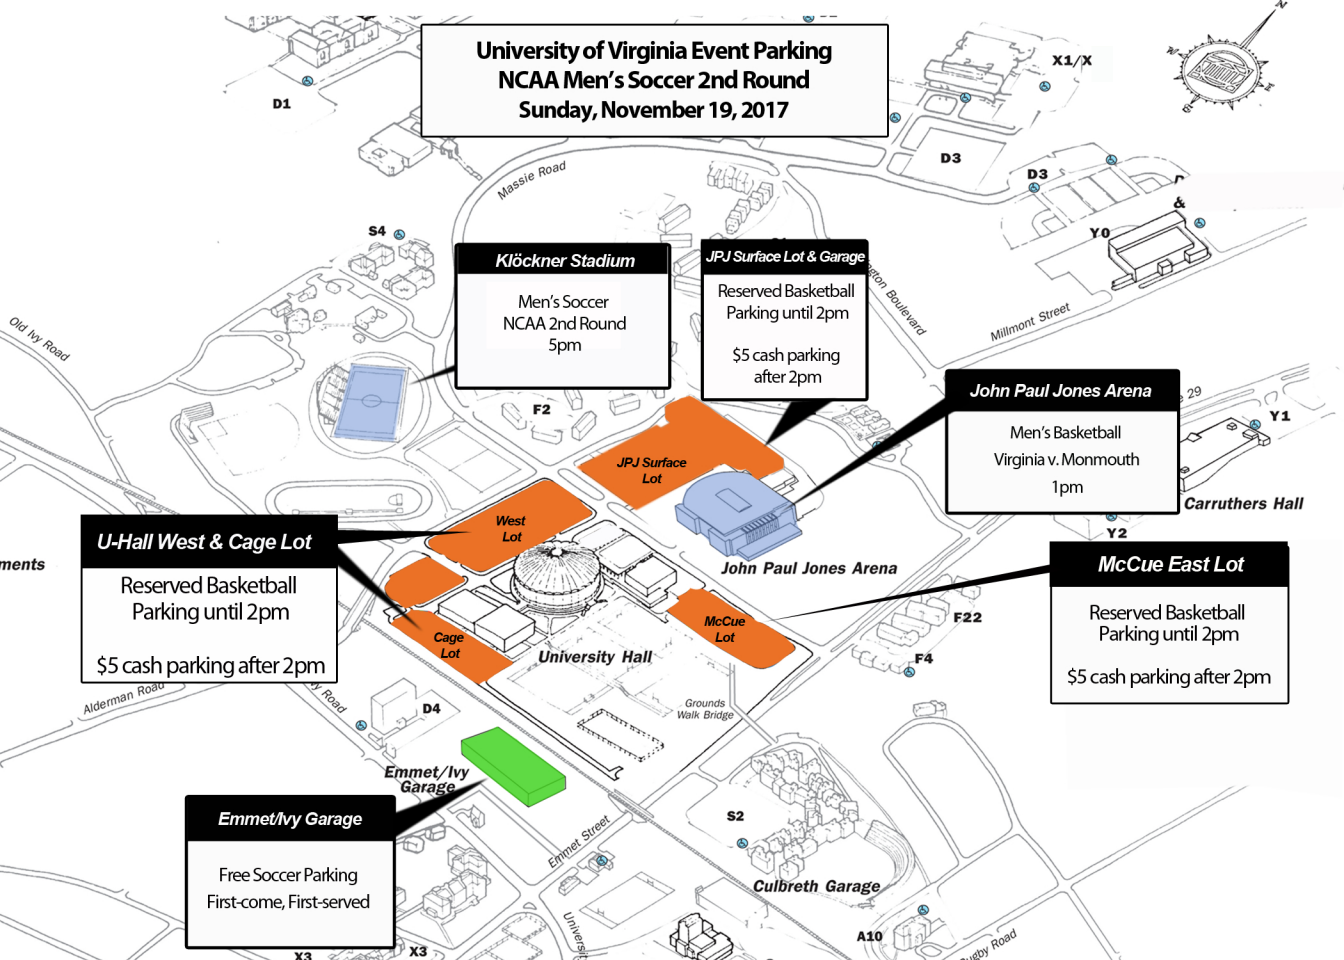 University of Virginia Event Parking
NCAA Men's Soccer 2nd Round
Sunday, November 19, 2017
N
E
S
D1
X1/X
D3
D3
&
Y0
Massie Road
S4
Klöckner Stadium
Men's Soccer
NCAA 2nd Round
5pm
JPJ Surface Lot & Garage
Reserved Basketball
Parking until 2pm
$5 cash parking
after 2pm
Boulevard
Millmont Street
Old Ivy Road
John Paul Jones Arena
Men's Basketball
Virginia v. Monmouth
1pm
29
Y1
F2
JPJ Surface
Lot
Carruthers Hall
Y2
West
Lot
U-Hall West & Cage Lot
Reserved Basketball
Parking until 2pm
$5 cash parking after 2pm
John Paul Jones Arena
McCue East Lot
Reserved Basketball
Parking until 2pm
$5 cash parking after 2pm
McCue
Lot
Cage
Lot
University Hall
F22
F4
Alderman Road
Road
D4
Grounds
Walk Bridge
Emmet/Ivy
Garage
Emmet/Ivy Garage
Free Soccer Parking
First-come, First-served
S2
Emmet Street
Culbreth Garage
A10
Rugby Road
X3
X3